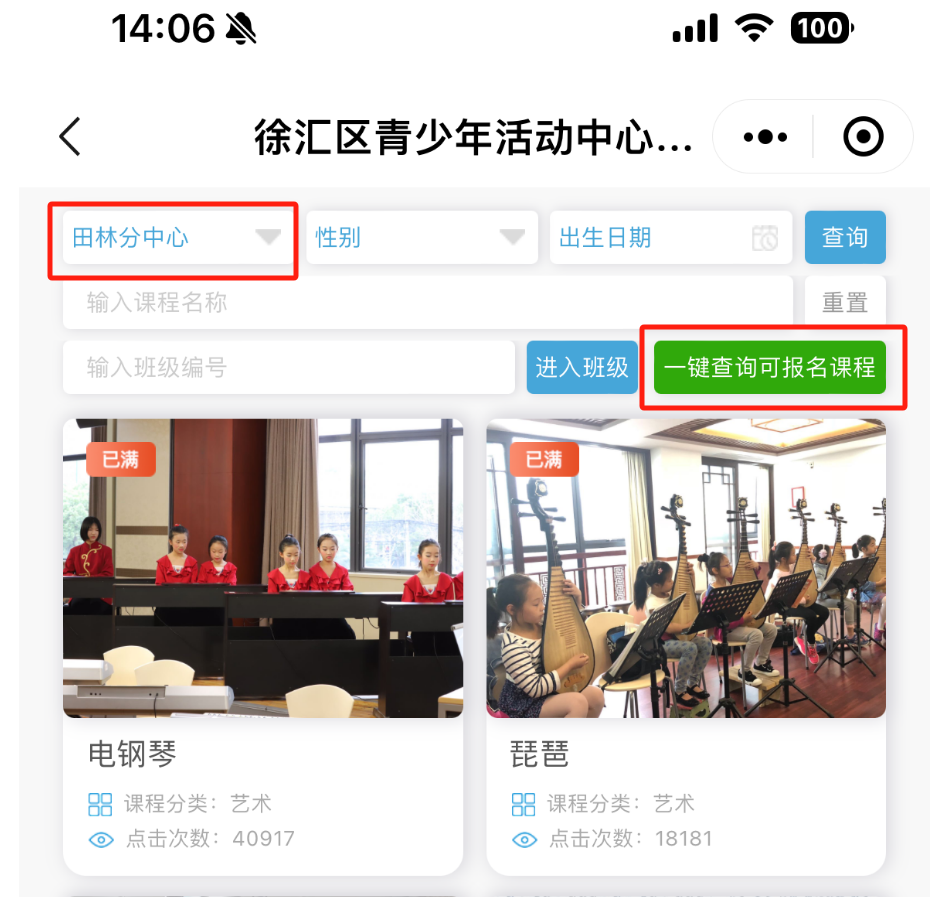 14:06
100
徐汇区青少年活动中心...
田林分中心
性别
出生日期
查询
输入课程名称
重置
输入班级编号
进入班级
一键查询可报名课程
已满
已满
电钢琴
琵琶
课程分类：艺术
课程分类：艺术
点击次数：40917
点击次数：18181